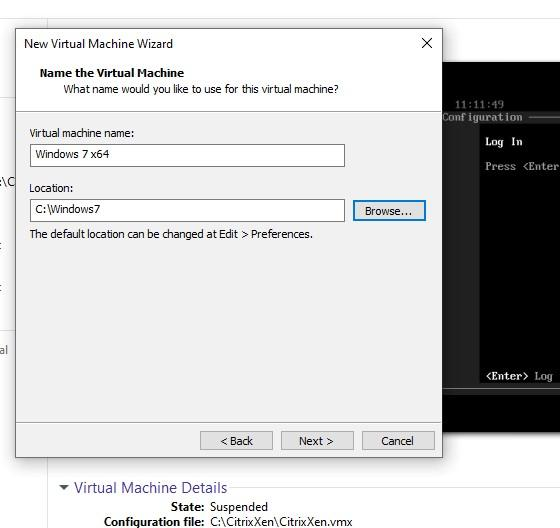 New Virtual Machine Wizard
Name the Virtual Machine
What name would you like to use for this virtual machine?
Virtual machine name:
Windows 7 x64
Location:
C:\Windows7
Browse...
The default location can be changed at Edit > Preferences.
< Back
Next >
Cancel
11:11:49
Configuration
Log In
Press <Enter
<Enter> Log
:\C
al
Virtual Machine Details
State: Suspended
Configuration file: C:\CitrixXen\CitrixXen.vmx